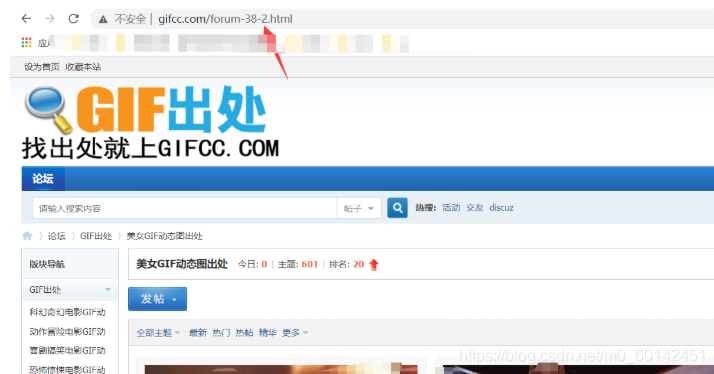 不安全 | gifcc.com/forum-38-2.html
应
设为首页 收藏本站
GIF出处
找出处就上GIFCC.COM
论坛
请输入搜索内容 帖子 热搜: 活动 交友 discuz
论坛 GIF出处 美女GIF动态图出处
版块导航
美女GIF动态图出处 今日: 0 | 主题: 601 | 排名: 20
GIF出处
发帖
科幻奇幻电影GIF动
动作冒险电影GIF动
全部主题 最新 热门 热帖 精华 更多
喜剧搞笑电影GIF动
恐怖惊悚电影GIF动
https://blog.csdn.net/m0_60142451